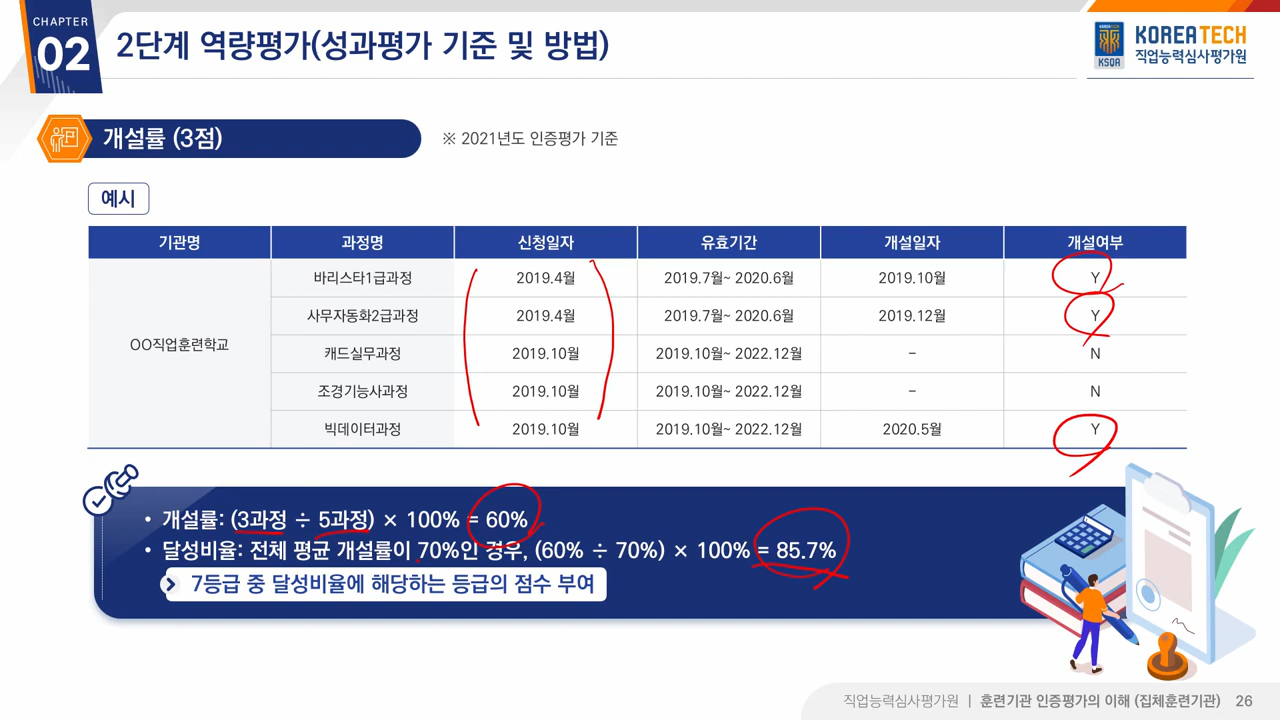 CHAPTER
02
2단계 역량평가(성과평가 기준 및 방법)
KSQA
KOREATECH
직업능력심사평가원
개설률 (3점)
※ 2021년도 인증평가 기준
예시
기관명 과정명 신청일자 유효기간 개설일자 개설여부
바리스타1급과정 2019.4월 2019.7월~ 2020.6월 2019.10월 Y
사무자동화2급과정 2019.4월 2019.7월~ 2020.6월 2019.12월 Y
OO직업훈련학교
캐드실무과정 2019.10월 2019.10월~ 2022.12월 - N
조경기능사과정 2019.10월 2019.10월~ 2022.12월 - N
빅데이터과정 2019.10월 2019.10월~ 2022.12월 2020.5월 Y
• 개설률: (3과정 ÷ 5과정) × 100% = 60%
• 달성비율: 전체 평균 개설률이 70%인 경우, (60% ÷ 70%) × 100% = 85.7%
7등급 중 달성비율에 해당하는 등급의 점수 부여
직업능력심사평가원 | 훈련기관 인증평가의 이해 (집체훈련기관) 26